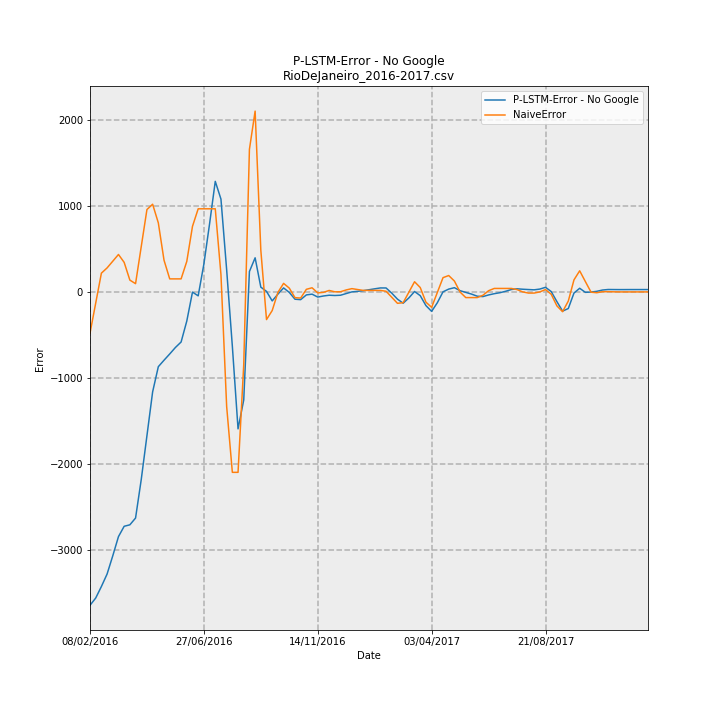 P-LSTM-Error - No Google
RioDeJaneiro_2016-2017.csv
P-LSTM-Error - No Google
NaiveError
2000
1000
0
−1000
−2000
−3000
Error
08/02/2016
27/06/2016
14/11/2016
03/04/2017
21/08/2017
Date